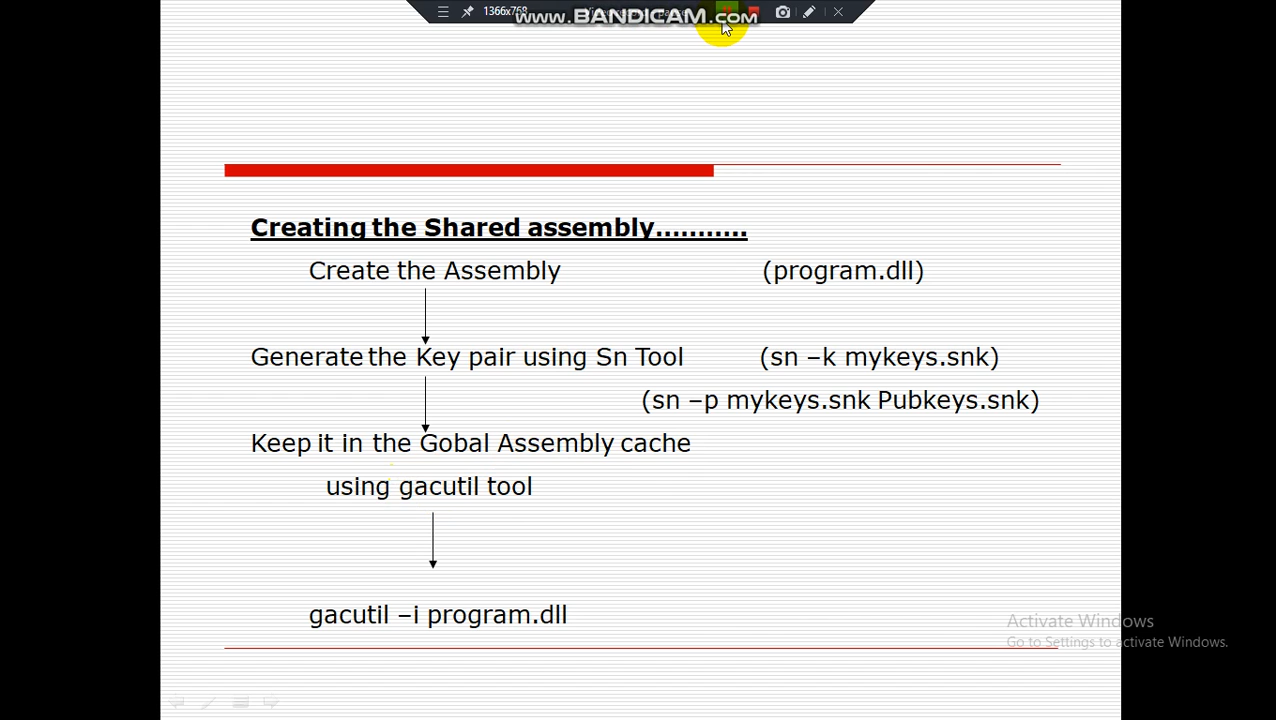 1366x768
www.BANDICAM.com
Creating the Shared assembly...........
Create the Assembly (program.dll)
Generate the Key pair using Sn Tool (sn –k mykeys.snk)
(sn –p mykeys.snk Pubkeys.snk)
Keep it in the Gobal Assembly cache
using gacutil tool
gacutil –i program.dll
Activate Windows
Go to Settings to activate Windows.